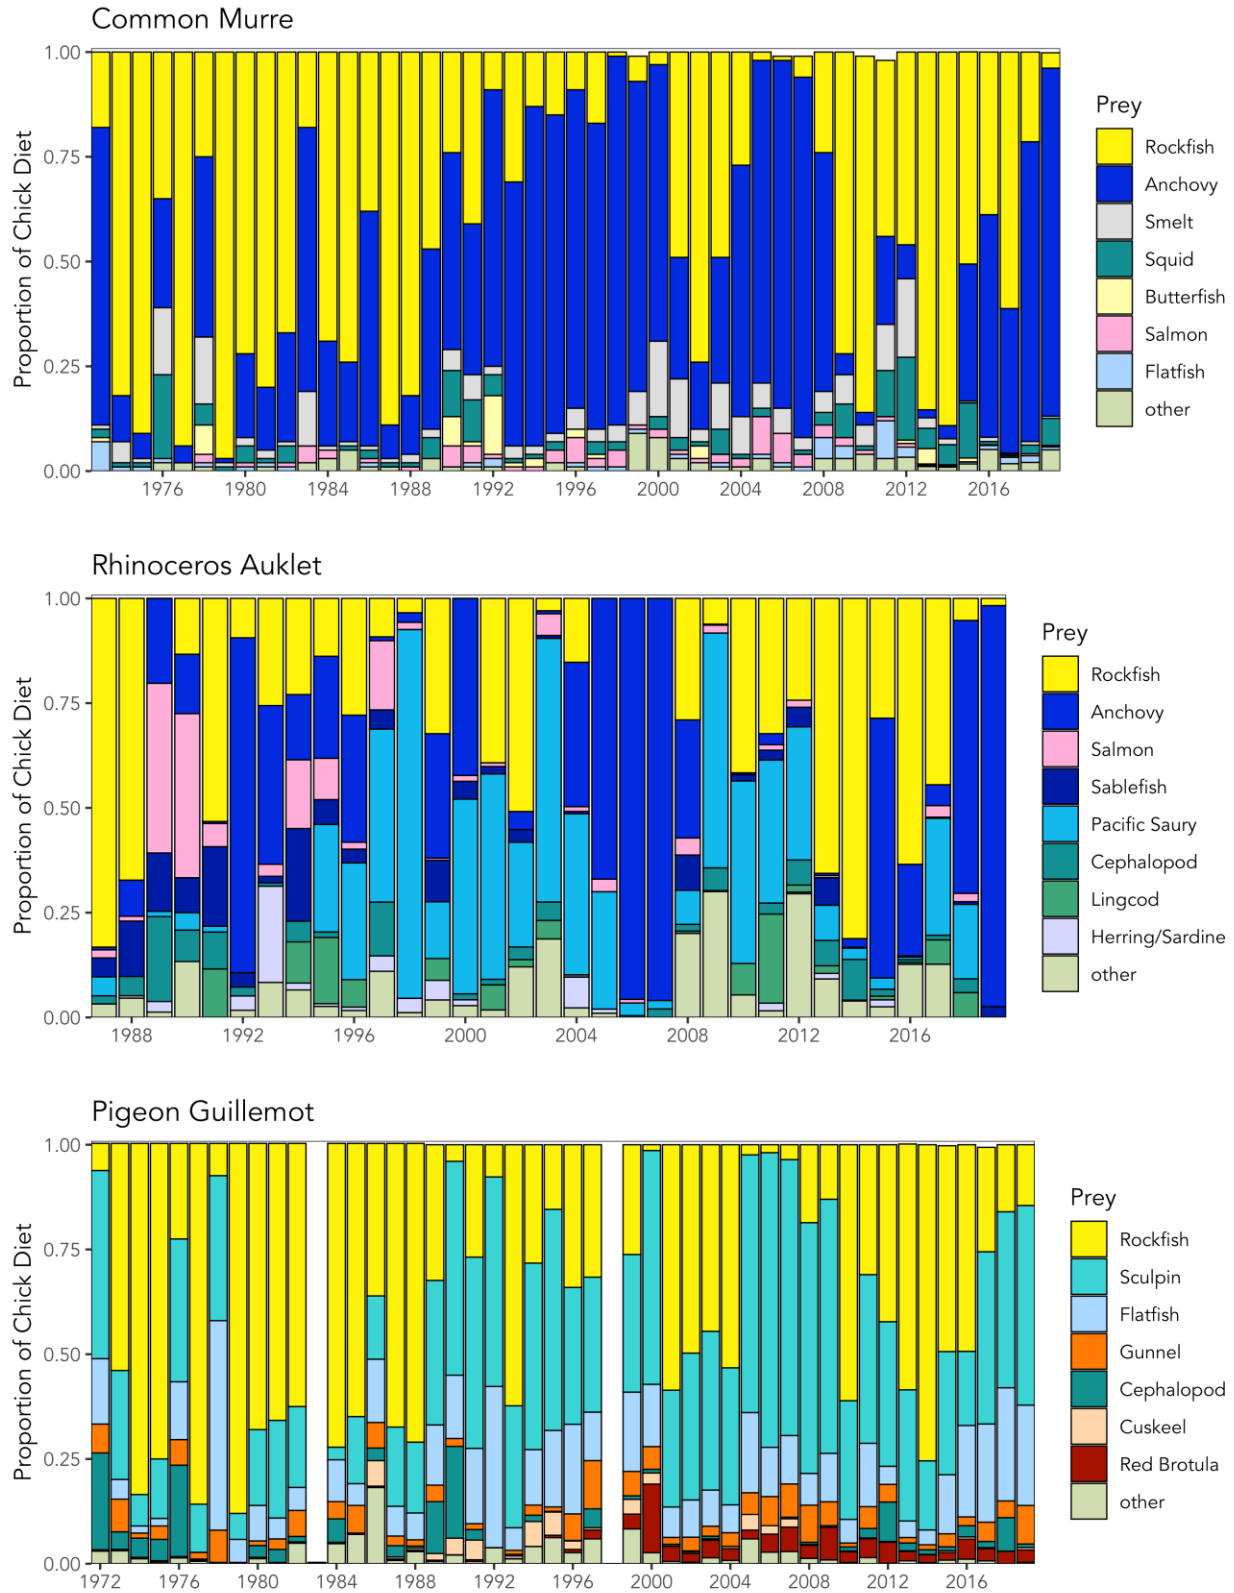 Common Murre
Proportion of Chick Diet
1.00
0.75
0.50
0.25
0.00
1976 1980 1984 1988 1992 1996 2000 2004 2008 2012 2016
Prey
Rockfish
Anchovy
Smelt
Squid
Butterfish
Salmon
Flatfish
other
Rhinoceros Auklet
Proportion of Chick Diet
1.00
0.75
0.50
0.25
0.00
1988 1992 1996 2000 2004 2008 2012 2016
Prey
Rockfish
Anchovy
Salmon
Sablefish
Pacific Saury
Cephalopod
Lingcod
Herring/Sardine
other
Pigeon Guillemot
Proportion of Chick Diet
1.00
0.75
0.50
0.25
0.00
1972 1976 1980 1984 1988 1992 1996 2000 2004 2008 2012 2016
Prey
Rockfish
Sculpin
Flatfish
Gunnel
Cephalopod
Cuskeel
Red Brotula
other